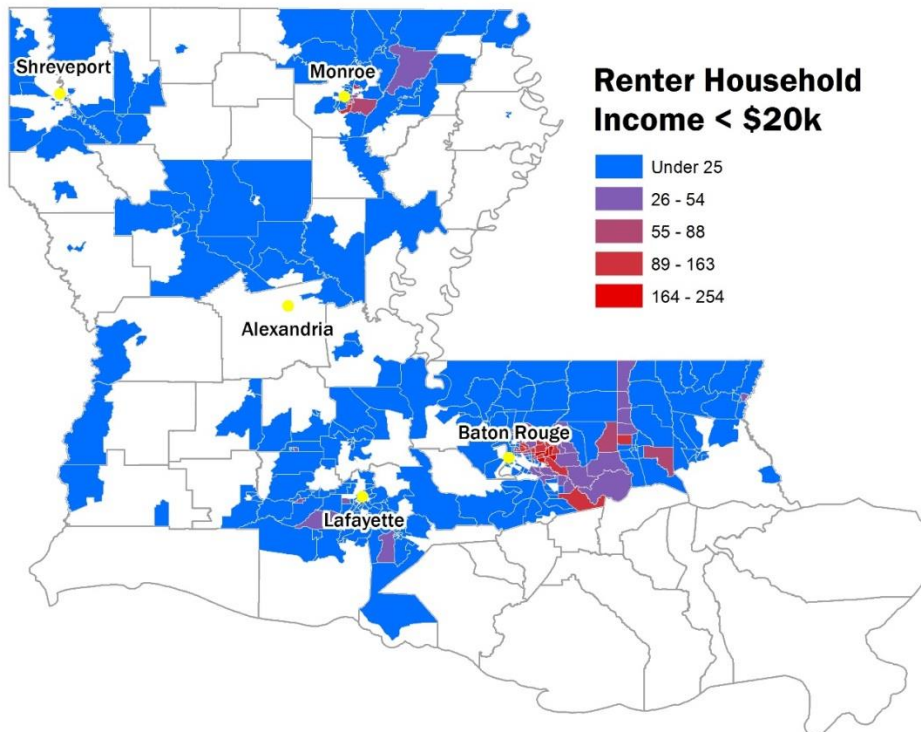 Shreveport
Monroe
Renter Household
Income < $20k
Under 25
26 - 54
55 - 88
89 - 163
164 - 254
Alexandria
Baton Rouge
Lafayette